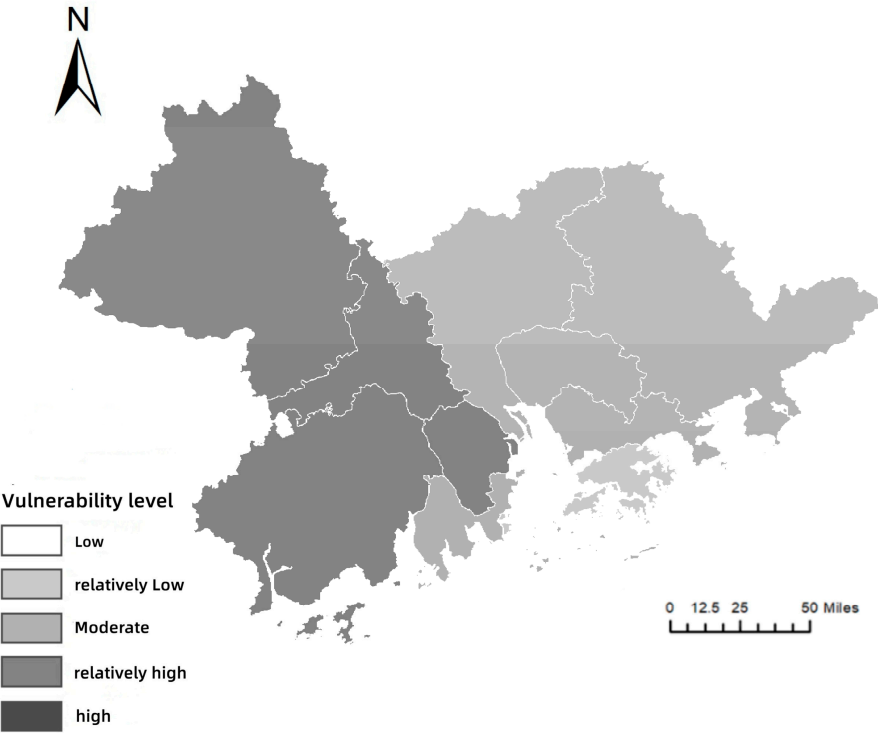 N
Vulnerability level
Low
relatively Low
Moderate
relatively high
high
0 12.5 25 50 Miles